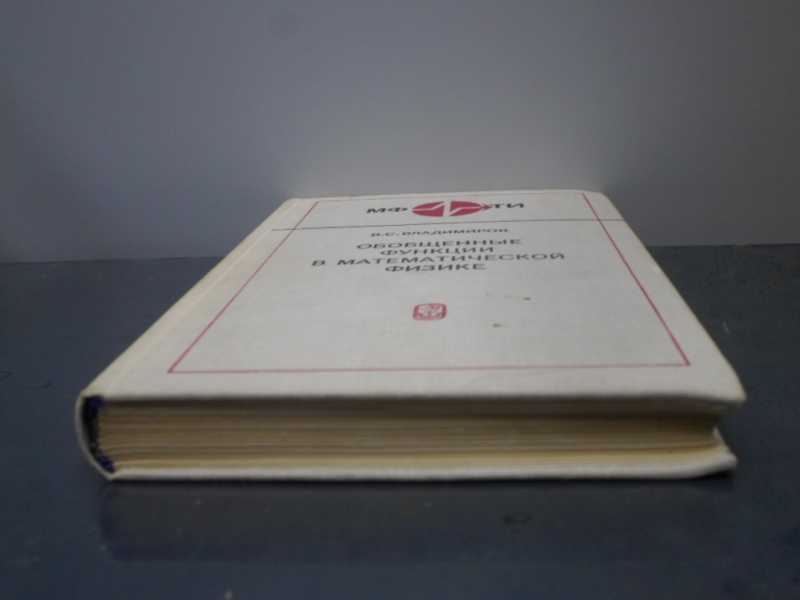 МФ ТИ
В.С. ВЛАДИМИРОВ
ОБОБЩЕННЫЕ
ФУНКЦИИ
В МАТЕМАТИЧЕСКОЙ
ФИЗИКЕ